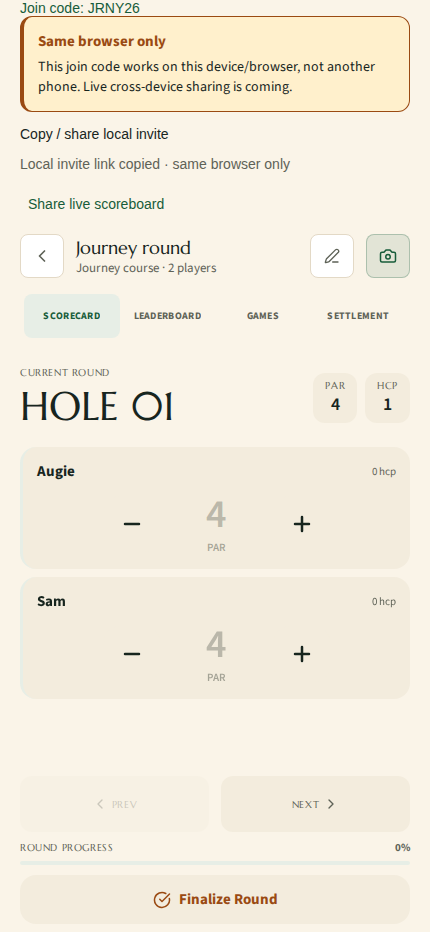 Join code: JRNY26
Same browser only
This join code works on this device/browser, not another
phone. Live cross-device sharing is coming.
Copy / share local invite
Local invite link copied · same browser only
Share live scoreboard
Journey round
Journey course · 2 players
SCORECARD LEADERBOARD GAMES SETTLEMENT
CURRENT ROUND
HOLE 01
PAR
4
HCP
1
Augie
0 hcp
4
PAR
Sam
0 hcp
4
PAR
PREV
NEXT
ROUND PROGRESS
0%
Finalize Round